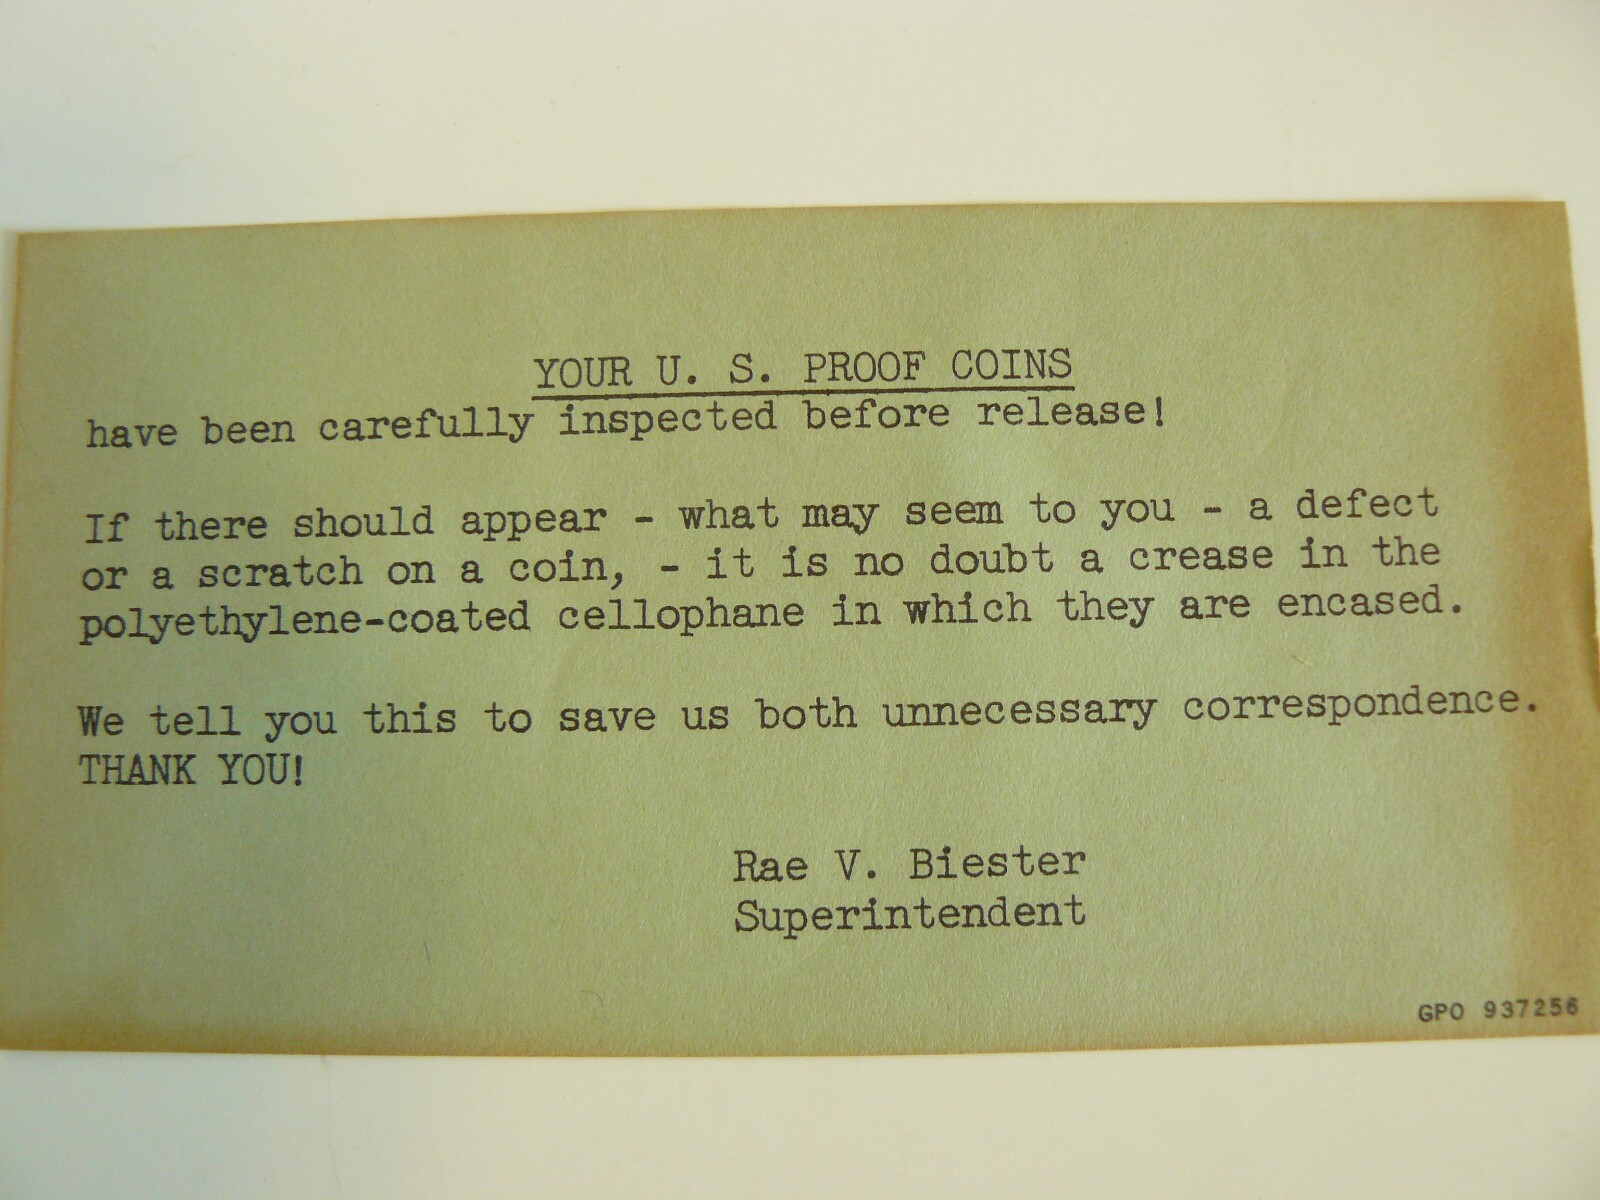 YOUR U. S. PROOF COINS
have been carefully inspected before release!
If there should appear - what may seem to you - a defect
or a scratch on a coin, - it is no doubt a crease in the
polyethylene-coated cellophane in which they are encased.
We tell you this to save us both unnecessary correspondence.
THANK YOU!
Rae V. Biester
Superintendent
GPO 937256